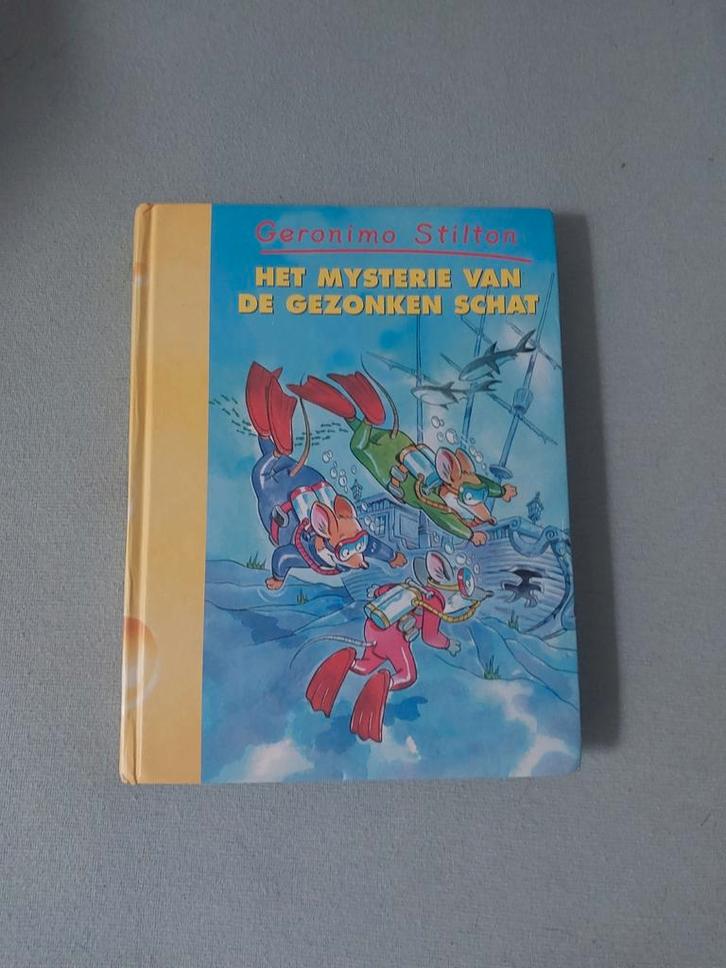 Geronimo Stilton
HET MYSTERIE VAN
DE GEZONKEN SCHAT